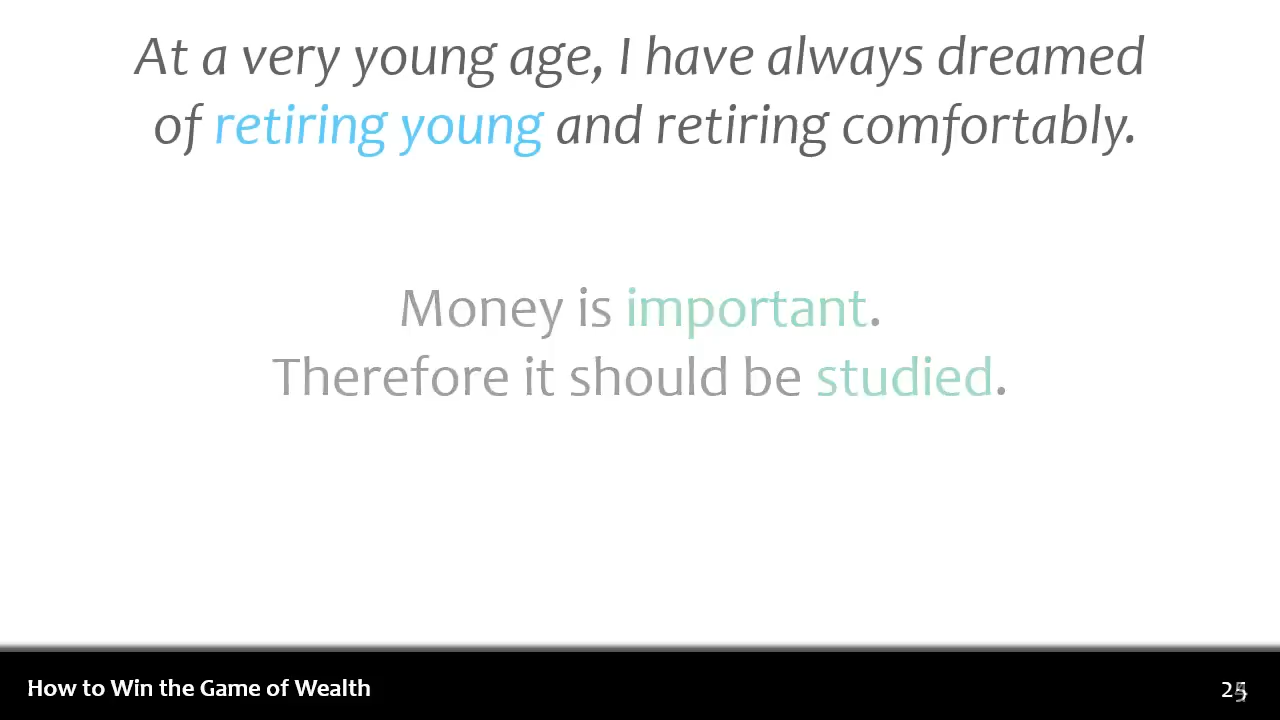 At a very young age, I have always dreamed
of retiring young and retiring comfortably.
Money is important.
Therefore it should be studied.
How to Win the Game of Wealth